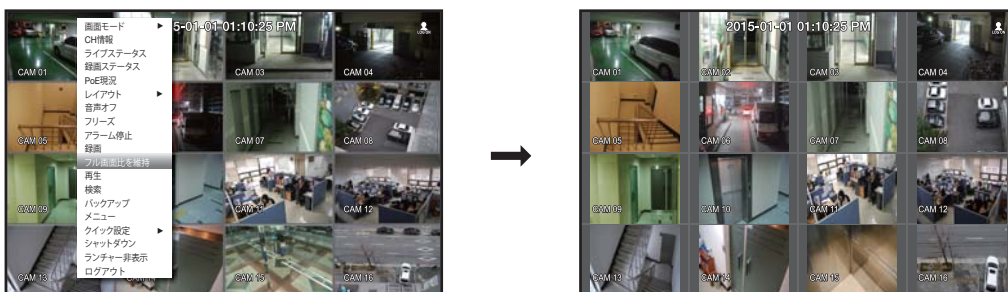 5-01-01 01:10:25 PM
LOG ON
画面モード
CH情報
ライブステータス
録画ステータス
PoE現況
レイアウト
音声オフ
フリーズ
アラーム停止
録画
フル画面比を維持
再生
検索
バックアップ
メニュー
クイック設定
シャットダウン
ランチャー非表示
ログアウト
CAM 01
CAM 03
CAM 04
CAM 05
CAM 07
CAM 08
CAM 09
CAM 11
CAM 12
CAM 13
CAM 15
CAM 16
2015-01-01 01:10:25 PM
LOG ON
CAM 01
CAM 02
CAM 03
CAM 04
CAM 05
CAM 06
CAM 07
CAM 08
CAM 09
CAM 10
CAM 11
CAM 12
CAM 13
CAM 14
CAM 15
CAM 16